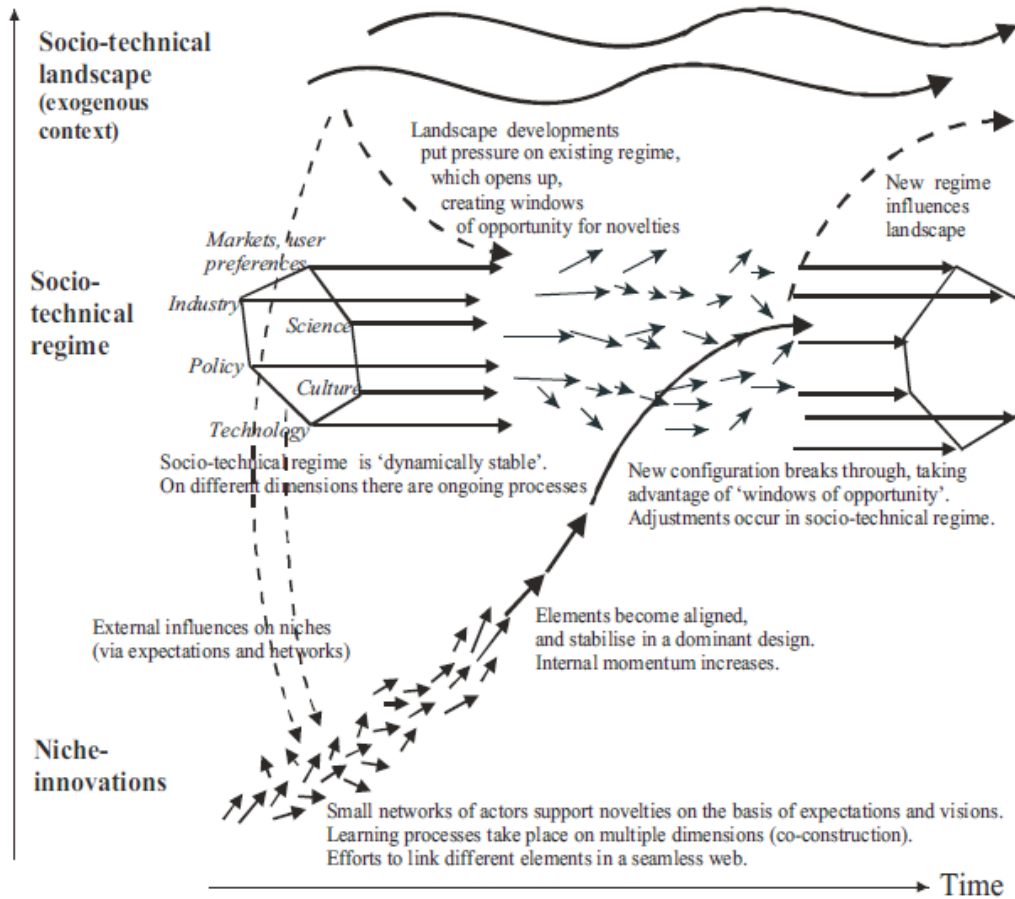 Socio-technical
landscape
(exogenous
context)
Landscape developments
put pressure on existing regime,
which opens up,
creating windows
of opportunity for novelties
New regime
influences
landscape
Markets, user
preferences
Industry
Science
Policy
Culture
Technology
Socio-
technical
regime
Socio-technical regime is ‘dynamically stable’.
On different dimensions there are ongoing processes
New configuration breaks through, taking
advantage of ‘windows of opportunity’.
Adjustments occur in socio-technical regime.
External influences on niches
(via expectations and networks)
Elements become aligned,
and stabilise in a dominant design.
Internal momentum increases.
Niche-
innovations
Small networks of actors support novelties on the basis of expectations and visions.
Learning processes take place on multiple dimensions (co-construction).
Efforts to link different elements in a seamless web.
Time